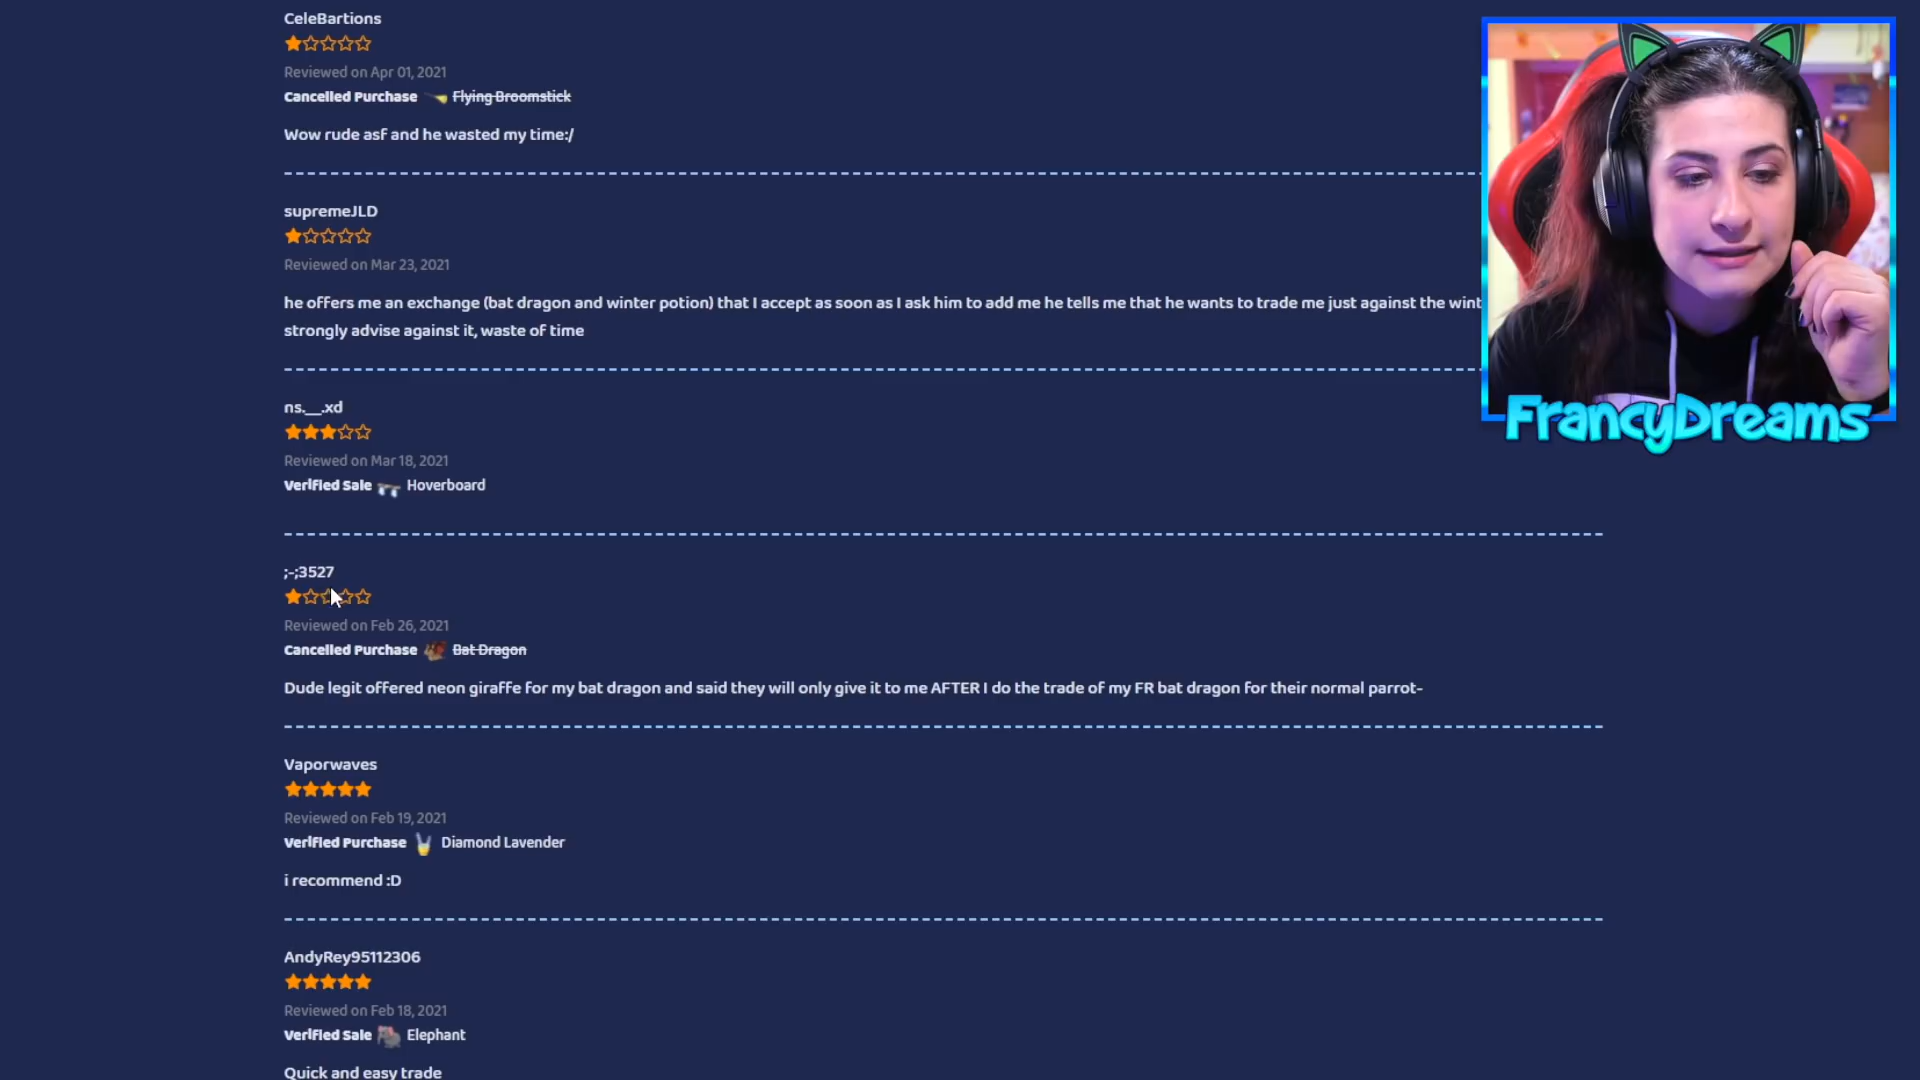 CeleBartions
Reviewed on Apr 01, 2021
Cancelled Purchase Flying Broomstick
Wow rude asf and he wasted my time:/
supremeJLD
Reviewed on Mar 23, 2021
he offers me an exchange (bat dragon and winter potion) that I accept as soon as I ask him to add me he tells me that he wants to trade me just against the
strongly advise against it, waste of time
ns.__.xd
Reviewed on Mar 18, 2021
Verified Sale Hoverboard
;-;3527
Reviewed on Feb 26, 2021
Cancelled Purchase Bat Dragon
Dude legit offered neon giraffe for my bat dragon and said they will only give it to me AFTER I do the trade of my FR bat dragon for their normal parrot-
Vaporwaves
Reviewed on Feb 19, 2021
Verified Purchase Diamond Lavender
i recommend :D
AndyRey95112306
Reviewed on Feb 18, 2021
Verified Sale Elephant
Quick and easy trade
FrancyDreams